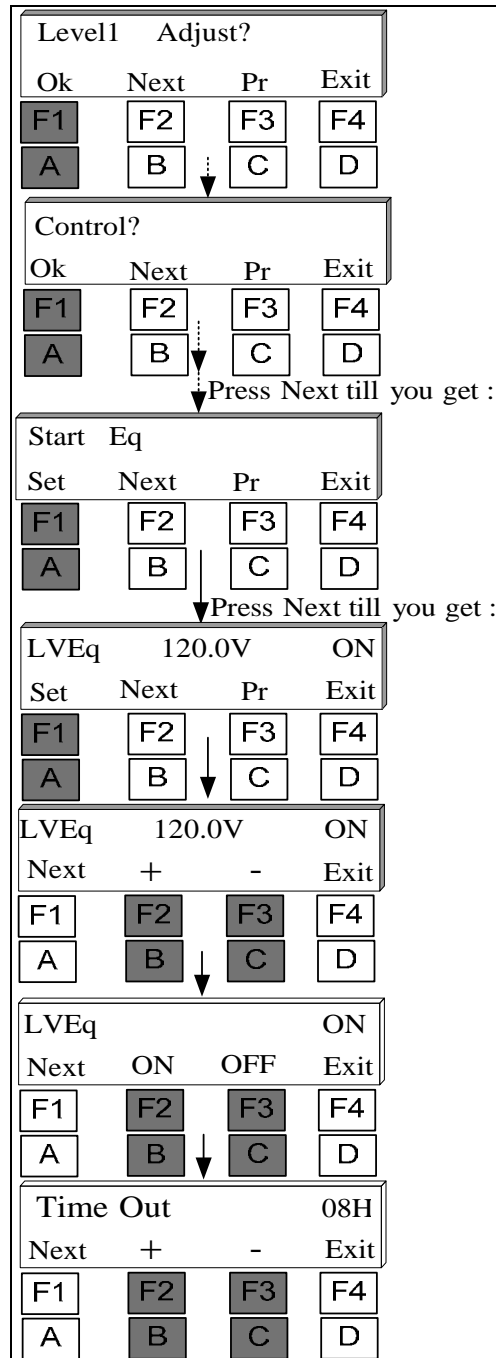 Level1 Adjust?
Ok Next Pr Exit
F1 F2 F3 F4
A B C D
Control?
Ok Next Pr Exit
F1 F2 F3 F4
A B C D
Press Next till you get :
Start Eq
Set Next Pr Exit
F1 F2 F3 F4
A B C D
Press Next till you get :
LVEq 120.0V ON
Set Next Pr Exit
F1 F2 F3 F4
A B C D
LVEq 120.0V ON
Next + - Exit
F1 F2 F3 F4
A B C D
LVEq ON
Next ON OFF Exit
F1 F2 F3 F4
A B C D
Time Out 08H
Next + - Exit
F1 F2 F3 F4
A B C D